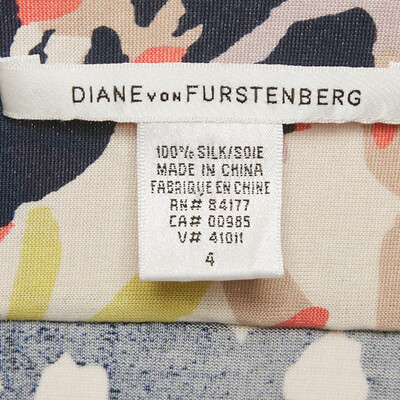 DIANE VON FURSTENBERG
100% SILK/SOIE
MADE IN CHINA
FABRIQUE EN CHINE
RN# 84177
CA# 00985
V# 41011
4